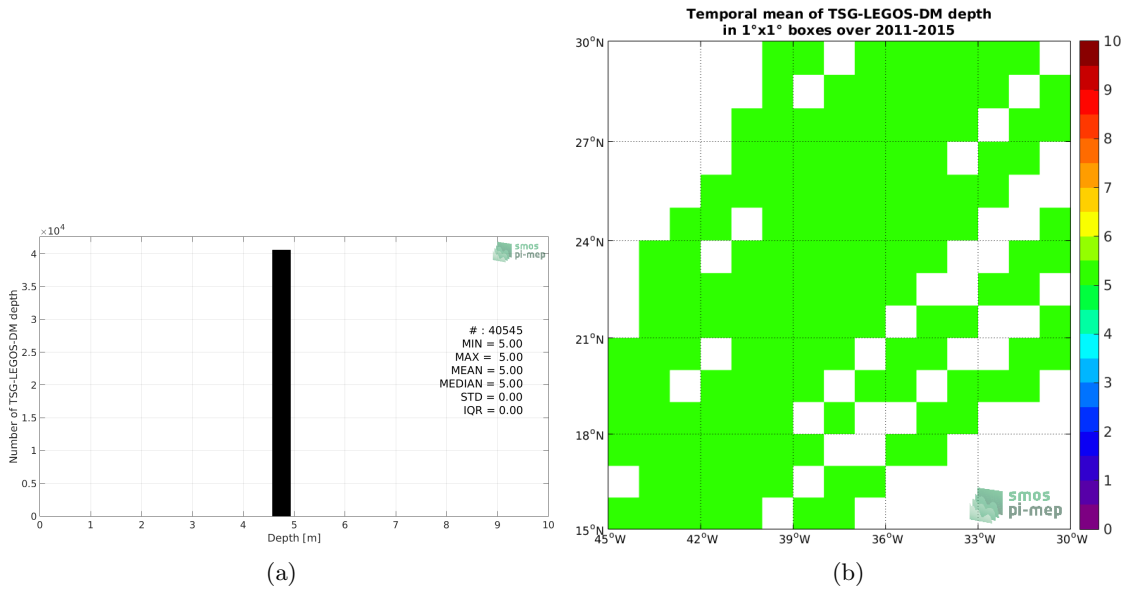 ×10⁴
4
3.5
3
2.5
2
1.5
1
0.5
0
Number of TSG-LEGOS-DM depth
smos
pi-mep
# : 40545
MIN = 5.00
MAX = 5.00
MEAN = 5.00
MEDIAN = 5.00
STD = 0.00
IQR = 0.00
0 1 2 3 4 5 6 7 8 9 10
Depth [m]
(a)
Temporal mean of TSG-LEGOS-DM depth
in 1°x1° boxes over 2011-2015
30°N
27°N
24°N
21°N
18°N
15°N
45°W 42°W 39°W 36°W 33°W 30°W
smos
pi-mep
10
9
8
7
6
5
4
3
2
1
0
(b)